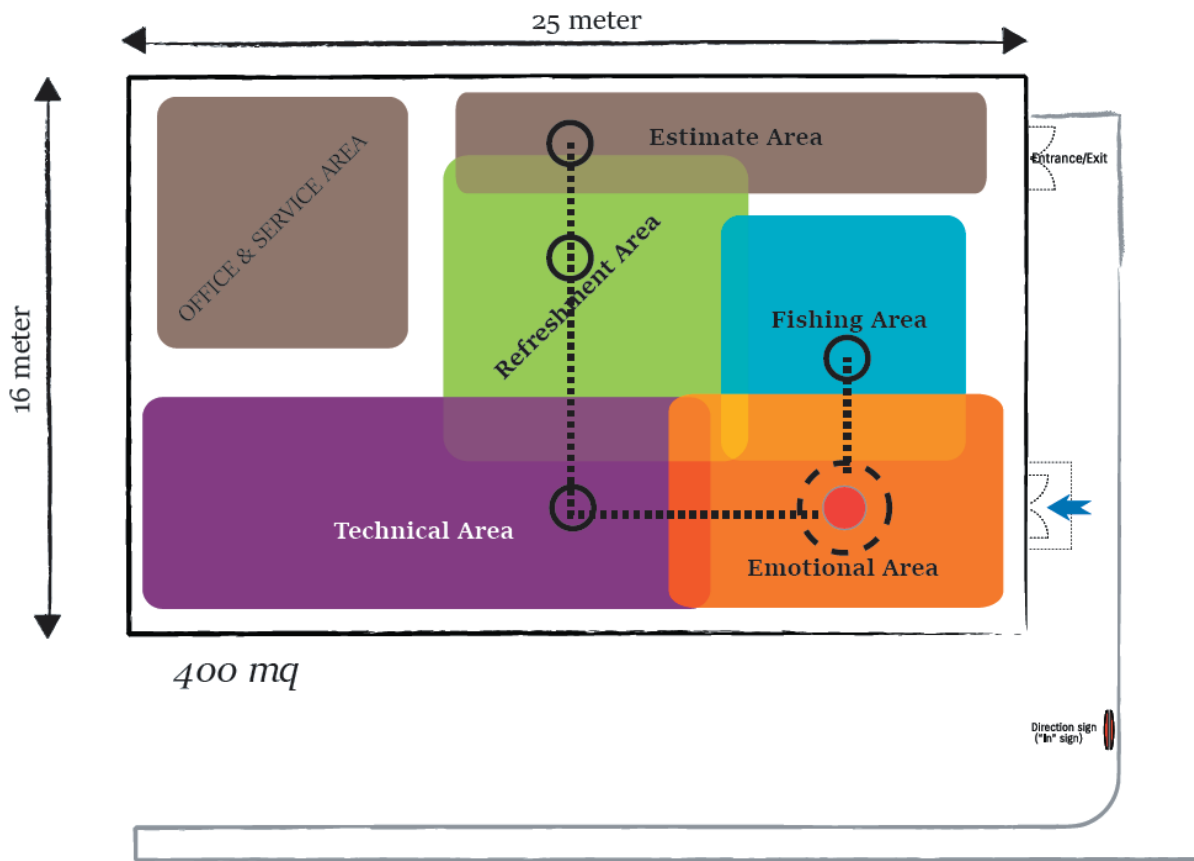 25 meter
16 meter
OFFICE & SERVICE AREA
Estimate Area
Entrance/Exit
Refreshment Area
Fishing Area
Technical Area
Emotional Area
400 mq
Direction sign
("In" sign)